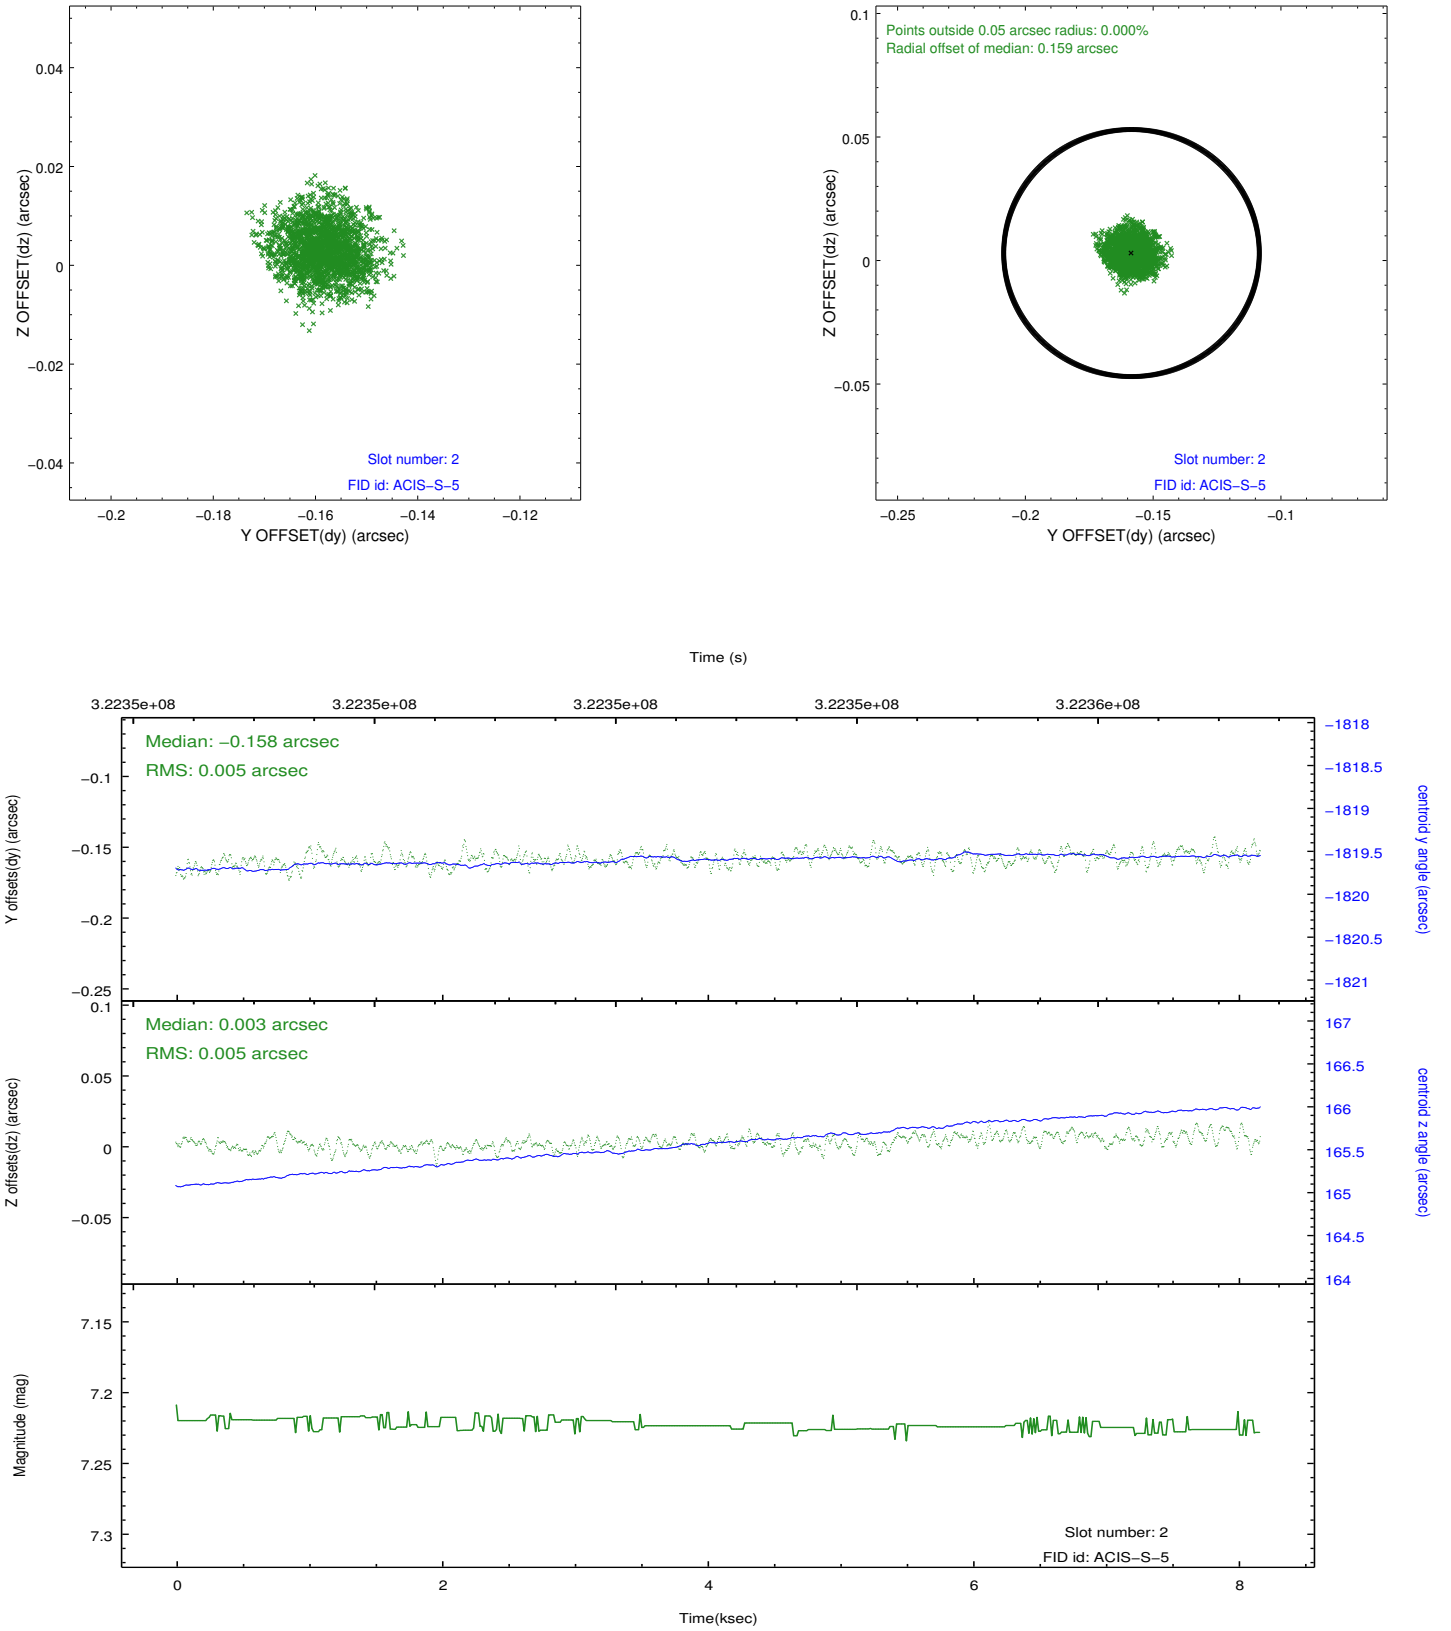 0.04
0.02
0
−0.02
−0.04
Z OFFSET(dz) (arcsec)
Slot number: 2
FID id: ACIS−S−5
−0.2 −0.18 −0.16 −0.14 −0.12
Y OFFSET(dy) (arcsec)
0.1
0.05
0
−0.05
Z OFFSET(dz) (arcsec)
Points outside 0.05 arcsec radius: 0.000%
Radial offset of median: 0.159 arcsec
Slot number: 2
FID id: ACIS−S−5
−0.25 −0.2 −0.15 −0.1
Y OFFSET(dy) (arcsec)
Time (s)
3.2235e+08 3.2235e+08 3.2235e+08 3.2235e+08 3.2236e+08
Median: −0.158 arcsec
RMS: 0.005 arcsec
−0.1
−0.15
−0.2
−0.25
Y offsets(dy) (arcsec)
−1818
−1818.5
−1819
−1819.5
−1820
−1820.5
−1821
centroid y angle (arcsec)
Median: 0.003 arcsec
RMS: 0.005 arcsec
0.1
0.05
0
−0.05
Z offsets(dz) (arcsec)
167
166.5
166
165.5
165
164.5
164
centroid z angle (arcsec)
7.15
7.2
7.25
7.3
Magnitude (mag)
Slot number: 2
FID id: ACIS−S−5
0 2 4 6 8
Time(ksec)